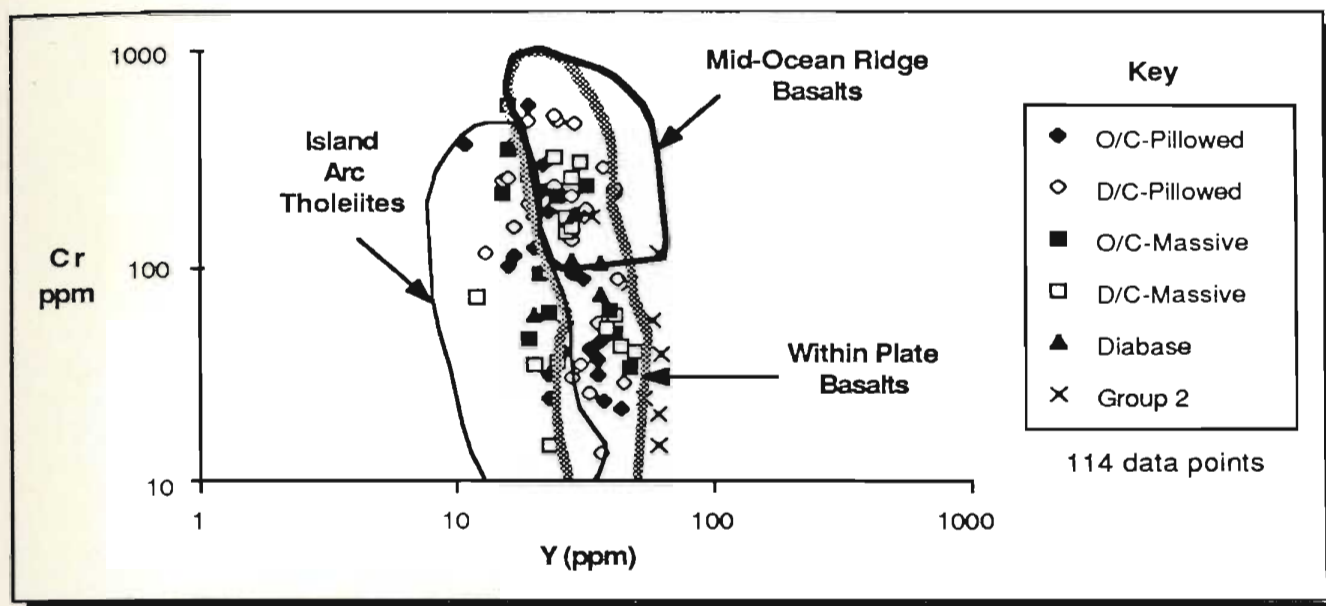 1000
100
10
1
10
100
1000
Cr
ppm
Y (ppm)
Island
Arc
Tholeiites
Mid-Ocean Ridge
Basalts
Within Plate
Basalts
Key
O/C-Pillowed
D/C-Pillowed
O/C-Massive
D/C-Massive
Diabase
Group 2
114 data points